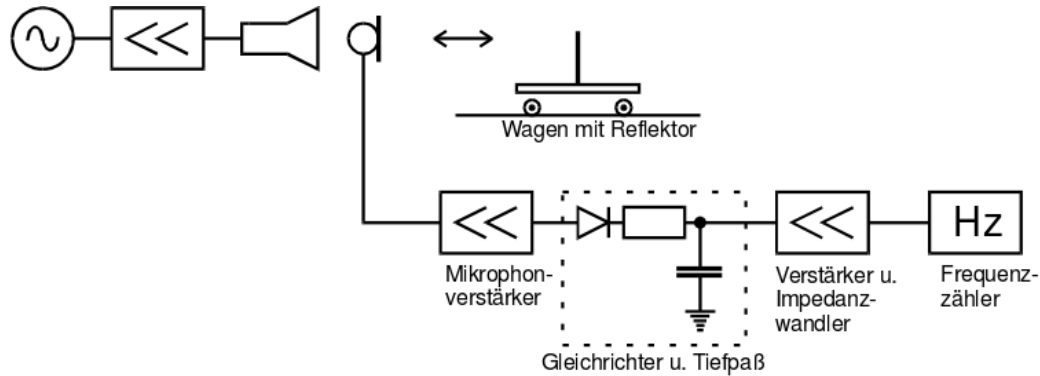 Wagen mit Reflektor
Hz
Mikrophon-
verstärker
Verstärker u.
Impedanz-
wandler
Frequenz-
zähler
Gleichrichter u. Tiefpaß